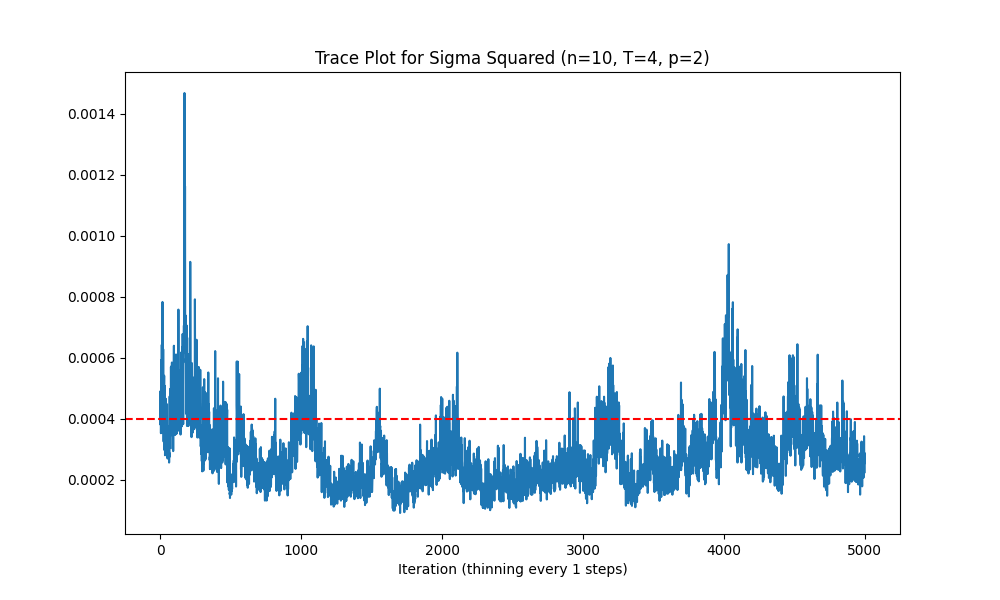 Trace Plot for Sigma Squared (n=10, T=4, p=2)
0.0014
0.0012
0.0010
0.0008
0.0006
0.0004
0.0002
0 1000 2000 3000 4000 5000
Iteration (thinning every 1 steps)